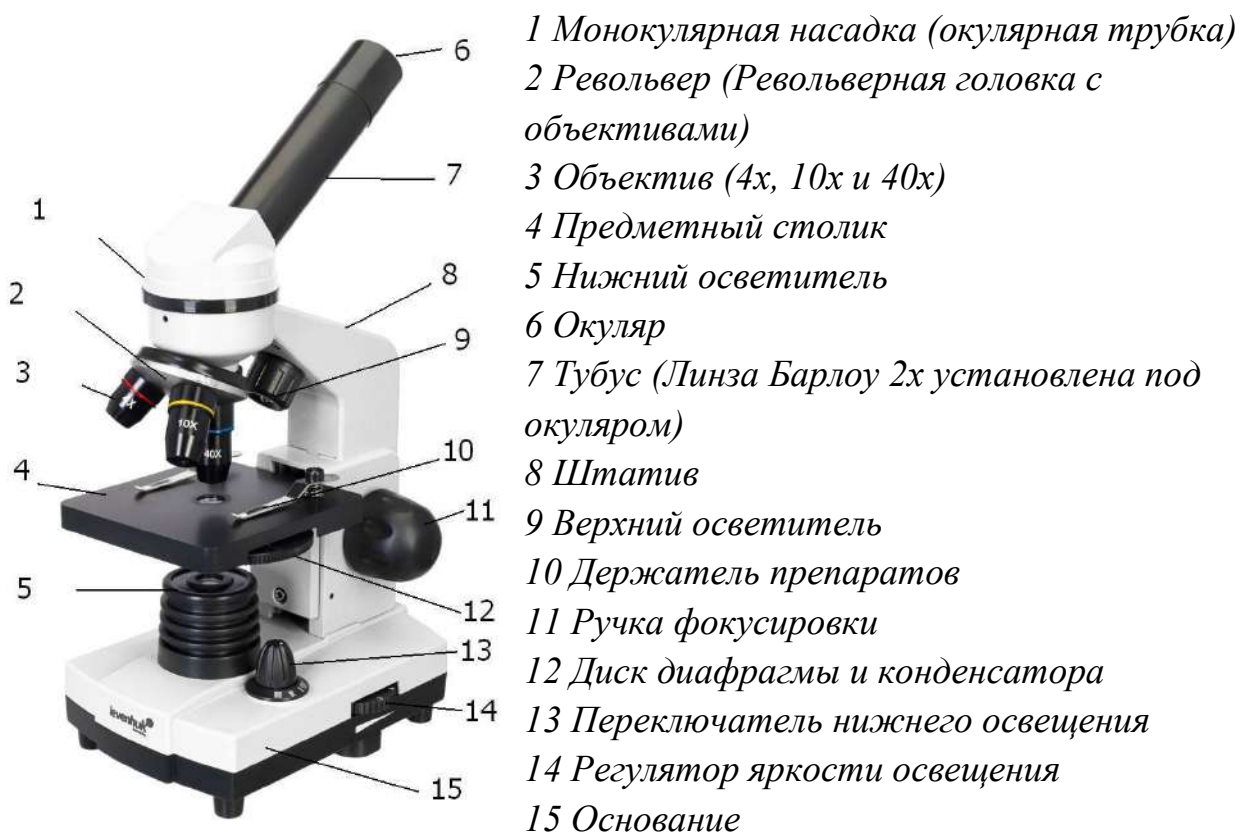 1 Монокулярная насадка (окулярная трубка)
2 Револьвер (Револьверная головка с
объективами)
3 Объектив (4x, 10x и 40x)
4 Предметный столик
5 Нижний осветитель
6 Окуляр
7 Тубус (Линза Барлоу 2x установлена под
окуляром)
8 Штатив
9 Верхний осветитель
10 Держатель препаратов
11 Ручка фокусировки
12 Диск диафрагмы и конденсатора
13 Переключатель нижнего освещения
14 Регулятор яркости освещения
15 Основание
6
7
1
8
2
9
3
4X
10X
40X
10
4
11
5
12
13
levenhuk
14
15